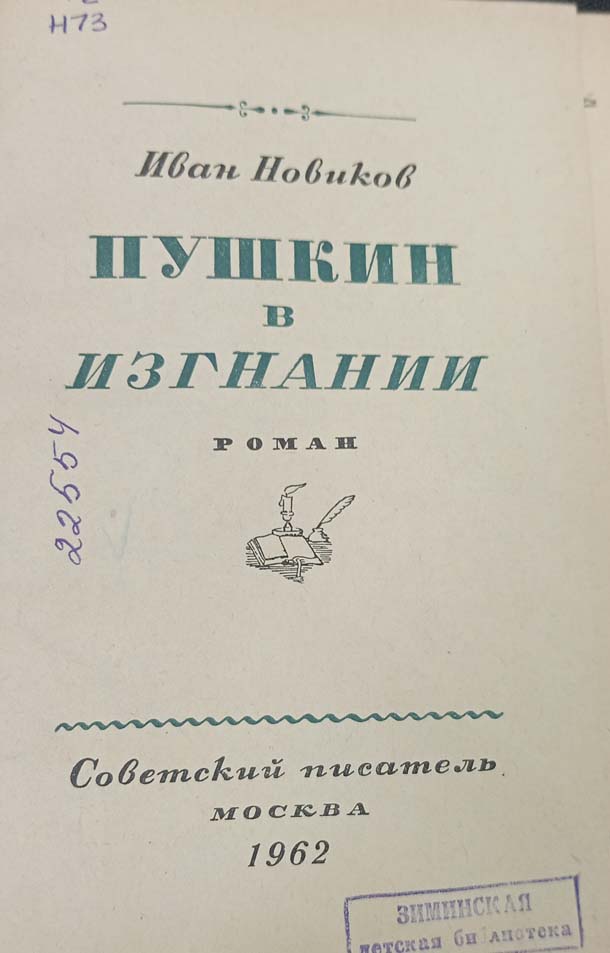 Н73
Иван Новиков
ПУШКИН
В
ИЗГНАНИИ
РОМАН
22554
Советский писатель
МОСКВА
1962
ЗИМИНСКАЯ
детская библиотека